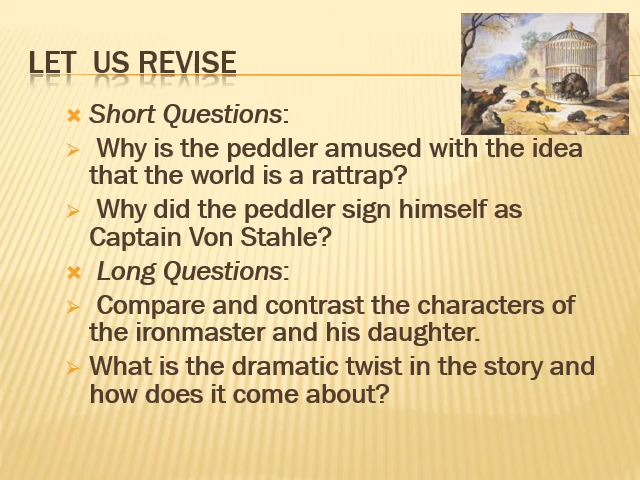 LET US REVISE
Short Questions:
Why is the peddler amused with the idea
that the world is a rattrap?
Why did the peddler sign himself as
Captain Von Stahle?
Long Questions:
Compare and contrast the characters of
the ironmaster and his daughter.
What is the dramatic twist in the story and
how does it come about?